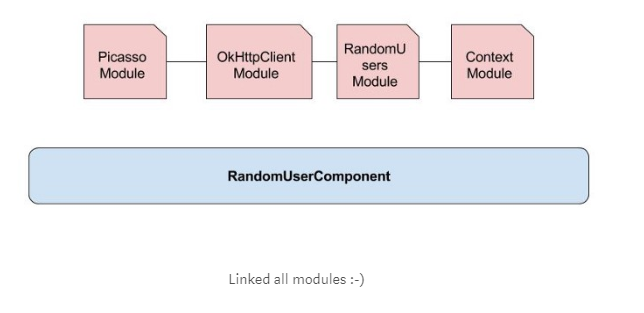 Picasso
Module
OkHttpClient
Module
RandomU
sers
Module
Context
Module
RandomUserComponent
Linked all modules :-)